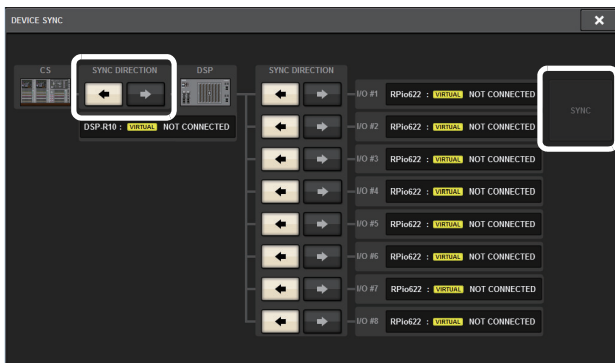 DEVICE SYNC
CS SYNC DIRECTION DSP SYNC DIRECTION
DSP-R10 : VIRTUAL NOT CONNECTED
I/O #1 RPio622 : VIRTUAL NOT CONNECTED
SYNC
I/O #2 RPio622 : VIRTUAL NOT CONNECTED
I/O #3 RPio622 : VIRTUAL NOT CONNECTED
I/O #4 RPio622 : VIRTUAL NOT CONNECTED
I/O #5 RPio622 : VIRTUAL NOT CONNECTED
I/O #6 RPio622 : VIRTUAL NOT CONNECTED
I/O #7 RPio622 : VIRTUAL NOT CONNECTED
I/O #8 RPio622 : VIRTUAL NOT CONNECTED